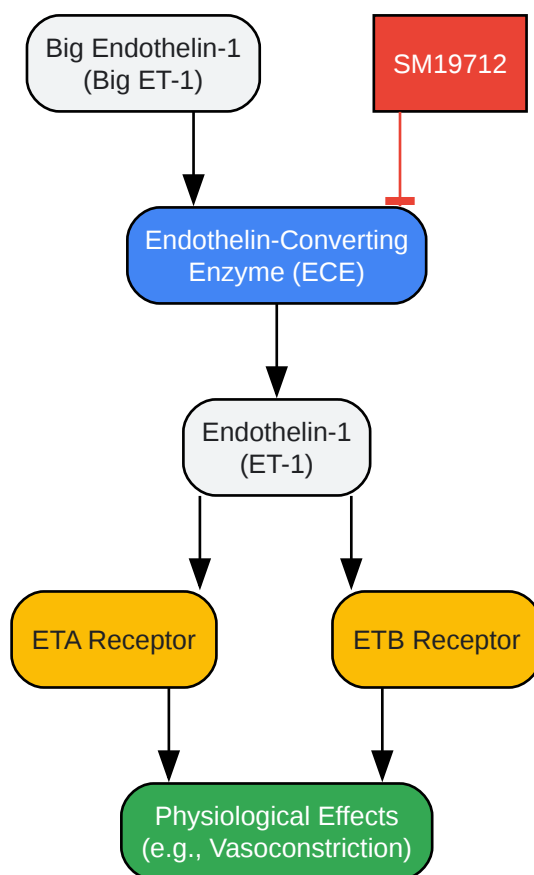 Big Endothelin-1
(Big ET-1)
SM19712
Endothelin-Converting
Enzyme (ECE)
Endothelin-1
(ET-1)
ETA Receptor
ETB Receptor
Physiological Effects
(e.g., Vasoconstriction)